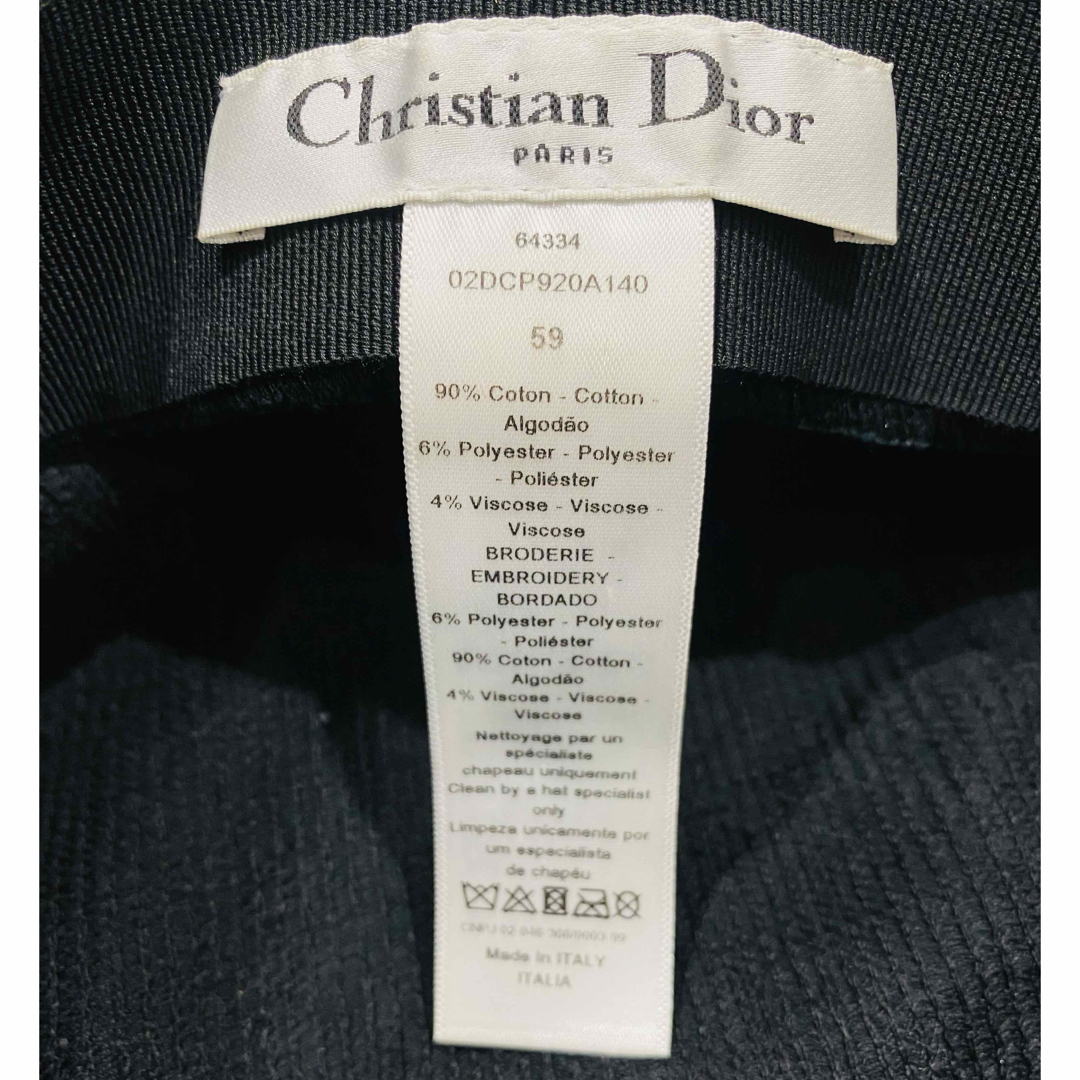 Christian Dior
PARIS
64334
02DCP920A140
59
90% Coton - Cotton -
Algodão
6% Polyester - Polyester
- Poliéster
4% Viscose - Viscose -
Viscose
BRODERIE -
EMBROIDERY -
BORDADO
6% Polyester - Polyester
- Poliéster
90% Coton - Cotton -
Algodão
4% Viscose - Viscose -
Viscose
Nettoyage par un
spécialiste
chapeau uniquement
Clean by a hat specialist
only
Limpeza unicamente por
um especialista
de chapéu
Made in ITALY
ITALIA